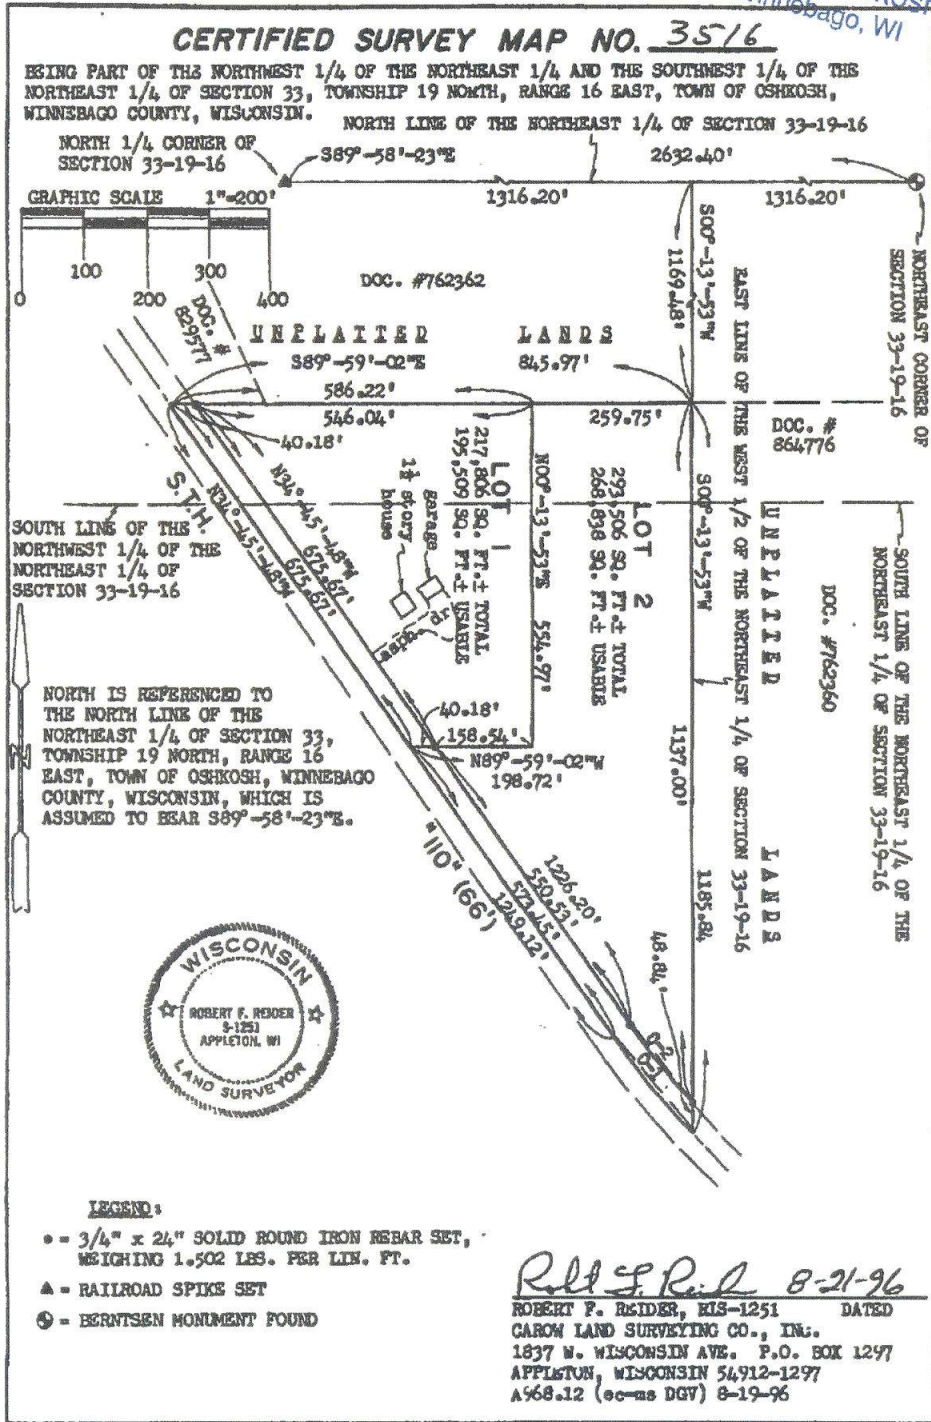 nnebago, WI
CERTIFIED SURVEY MAP NO. 3516
BEING PART OF THE NORTHWEST 1/4 OF THE NORTHEAST 1/4 AND THE SOUTHWEST 1/4 OF THE
NORTHEAST 1/4 OF SECTION 33, TOWNSHIP 19 NORTH, RANGE 16 EAST, TOWN OF OSHKOSH,
WINNEBAGO COUNTY, WISCONSIN.
NORTH LINE OF THE NORTHEAST 1/4 OF SECTION 33-19-16
NORTH 1/4 CORNER OF
SECTION 33-19-16
S89°-58'-23"E
2632.40'
1316.20'
1316.20'
GRAPHIC SCALE 1"=200'
0
100
200
300
400
NORTHEAST CORNER OF
SECTION 33-19-16
S00°-13'-53"W
1169.48'
DOC. #762362
DOC. #
829577
UNPLATTED LANDS
S89°-59'-02"E
845.97'
586.22'
546.04'
259.75'
40.18'
DOC. #
864776
EAST LINE OF THE WEST 1/2 OF THE NORTHEAST 1/4 OF SECTION 33-19-16
S.T.H.
N34°-45'-48"W
675.67'
N34°-45'-48"W
675.67'
LOT 1
217,806 SQ. FT.± TOTAL
195,509 SQ. FT.± USABLE
1½ story
house
garage
asph. dr
N00°-13'-53"E
554.97'
LOT 2
293,506 SQ. FT.± TOTAL
268,838 SQ. FT.± USABLE
S00°-13'-53"W
1137.00'
1185.84
48.84'
UNPLATTED LANDS
DOC. #762360
SOUTH LINE OF THE NORTHEAST 1/4 OF THE
NORTHEAST 1/4 OF SECTION 33-19-16
SOUTH LINE OF THE
NORTHWEST 1/4 OF THE
NORTHEAST 1/4 OF
SECTION 33-19-16
NORTH IS REFERENCED TO
THE NORTH LINE OF THE
NORTHEAST 1/4 OF SECTION 33,
TOWNSHIP 19 NORTH, RANGE 16
EAST, TOWN OF OSHKOSH, WINNEBAGO
COUNTY, WISCONSIN, WHICH IS
ASSUMED TO BEAR S89°-58'-23"E.
N
40.18'
158.54'
N89°-59'-02"W
198.72'
"110" (66')
1226.20'
550.53'
573.45'
1249.12'
C-2
C-1
WISCONSIN
ROBERT F. REIDER
S-1251
APPLETON, WI
LAND SURVEYOR
LEGEND:
● = 3/4" x 24" SOLID ROUND IRON REBAR SET,
WEIGHING 1.502 LBS. PER LIN. FT.
▲ = RAILROAD SPIKE SET
= BERNTSEN MONUMENT FOUND
Robt F. Reider 8-21-96
ROBERT F. REIDER, RLS-1251 DATED
CAROW LAND SURVEYING CO., INC.
1837 W. WISCONSIN AVE. P.O. BOX 1297
APPLETON, WISCONSIN 54912-1297
A968.12 DGV) 8-19-96